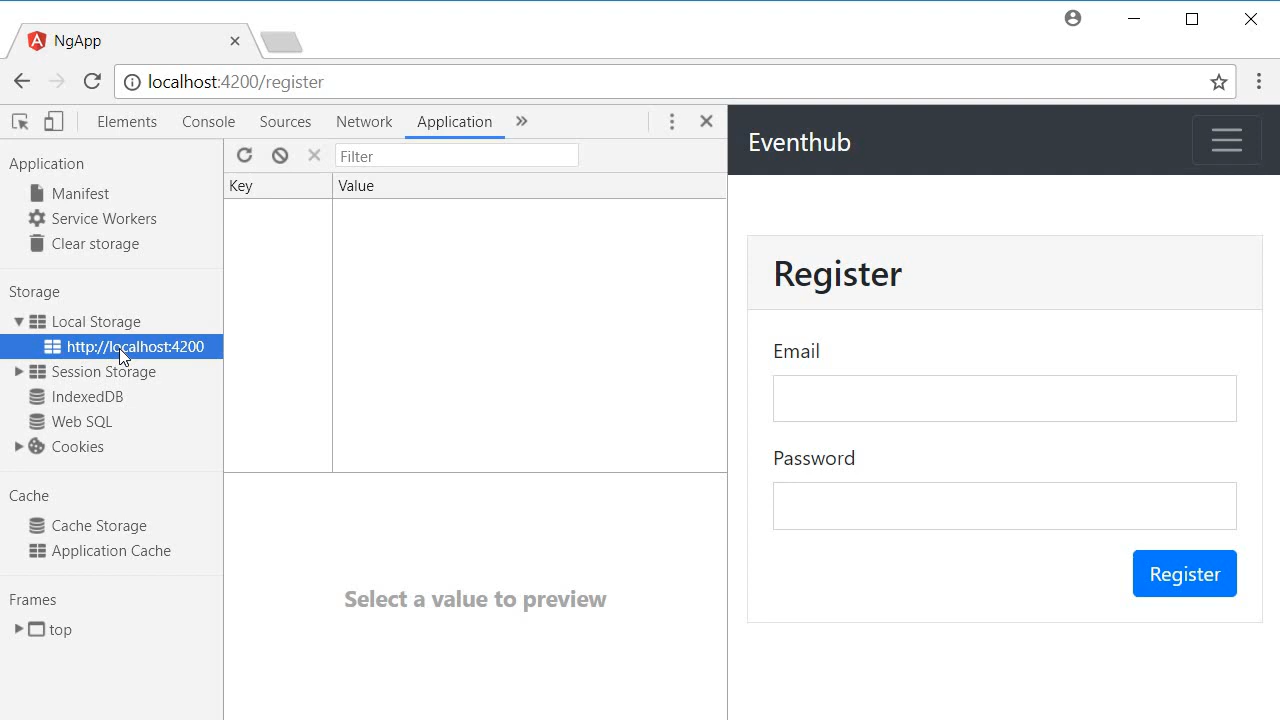 NgApp
localhost:4200/register
Elements Console Sources Network Application »
Filter
Key Value
Application
Manifest
Service Workers
Clear storage
Storage
Local Storage
http://localhost:4200
Session Storage
IndexedDB
Web SQL
Cookies
Cache
Cache Storage
Application Cache
Frames
top
Select a value to preview
Eventhub
Register
Email
Password
Register